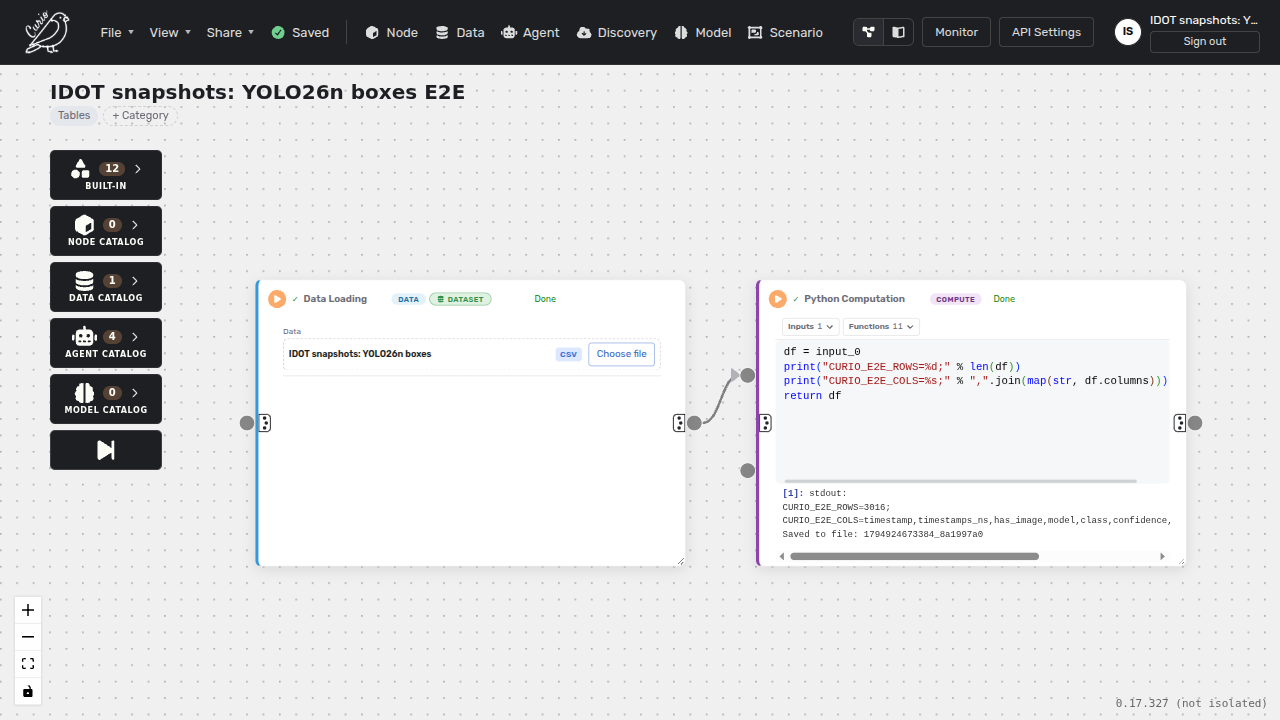 Curio
File
View
Share
Saved
Node
Data
Agent
Discovery
Model
Scenario
Monitor
API Settings
IS
IDOT snapshots: Y...
Sign out
IDOT snapshots: YOLO26n boxes E2E
Tables
+ Category
12
BUILT-IN
0
NODE CATALOG
1
DATA CATALOG
4
AGENT CATALOG
0
MODEL CATALOG
✓ Data Loading
DATA
DATASET
Done
Data
IDOT snapshots: YOLO26n boxes
CSV
Choose file
✓ Python Computation
COMPUTE
Done
Inputs 1
Functions 11
df = input_0
print("CURIO_E2E_ROWS=%d;" % len(df))
print("CURIO_E2E_COLS=%s;" % ",".join(map(str, df.columns)))
return df
[1]: stdout:
CURIO_E2E_ROWS=3016;
CURIO_E2E_COLS=timestamp,timestamps_ns,has_image,model,class,confidence,
Saved to file: 1794924673384_8a1997a0
0.17.327 (not isolated)